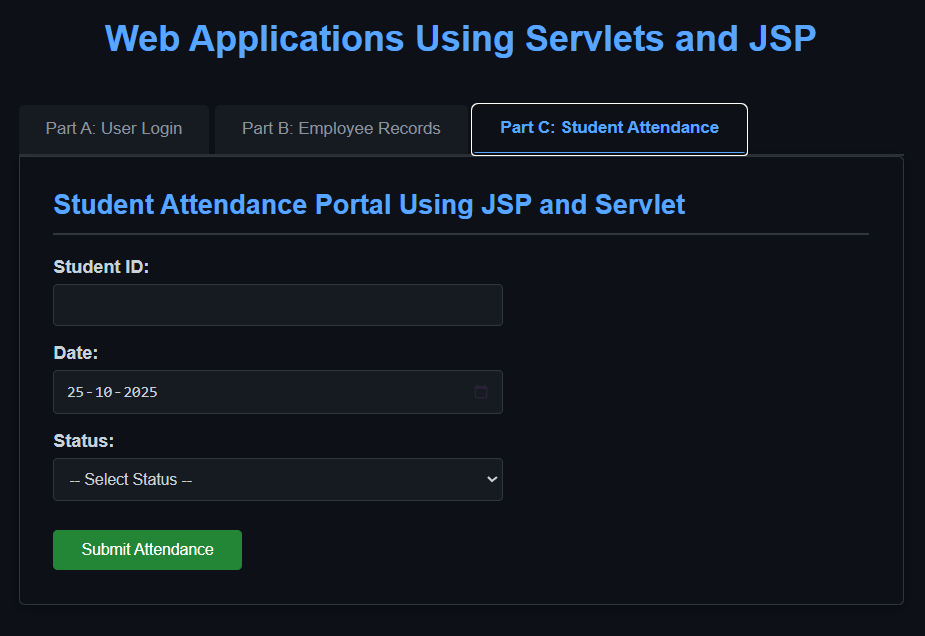 Web Applications Using Servlets and JSP
Part A: User Login
Part B: Employee Records
Part C: Student Attendance
Student Attendance Portal Using JSP and Servlet
Student ID:
Date:
25-10-2025
Status:
-- Select Status --
Submit Attendance